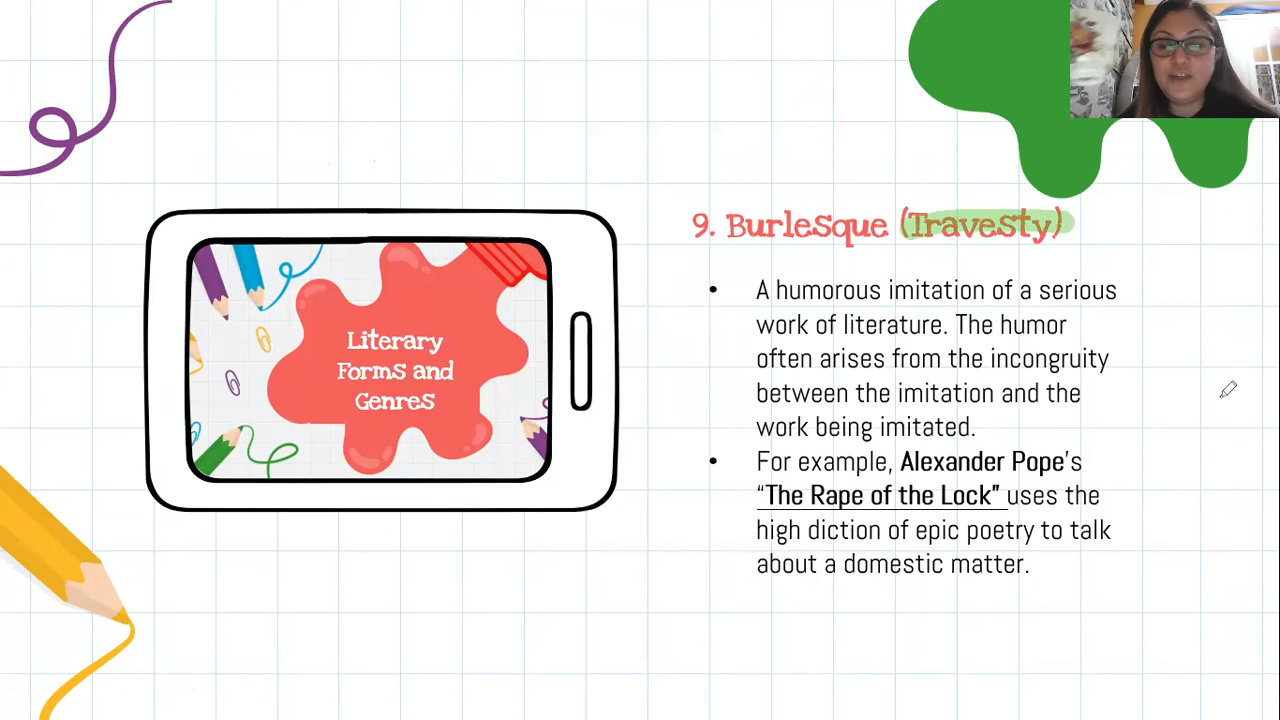 9. Burlesque (Travesty)
• A humorous imitation of a serious
work of literature. The humor
often arises from the incongruity
between the imitation and the
work being imitated.
• For example, Alexander Pope's
“The Rape of the Lock” uses the
high diction of epic poetry to talk
about a domestic matter.
Literary
Forms and
Genres